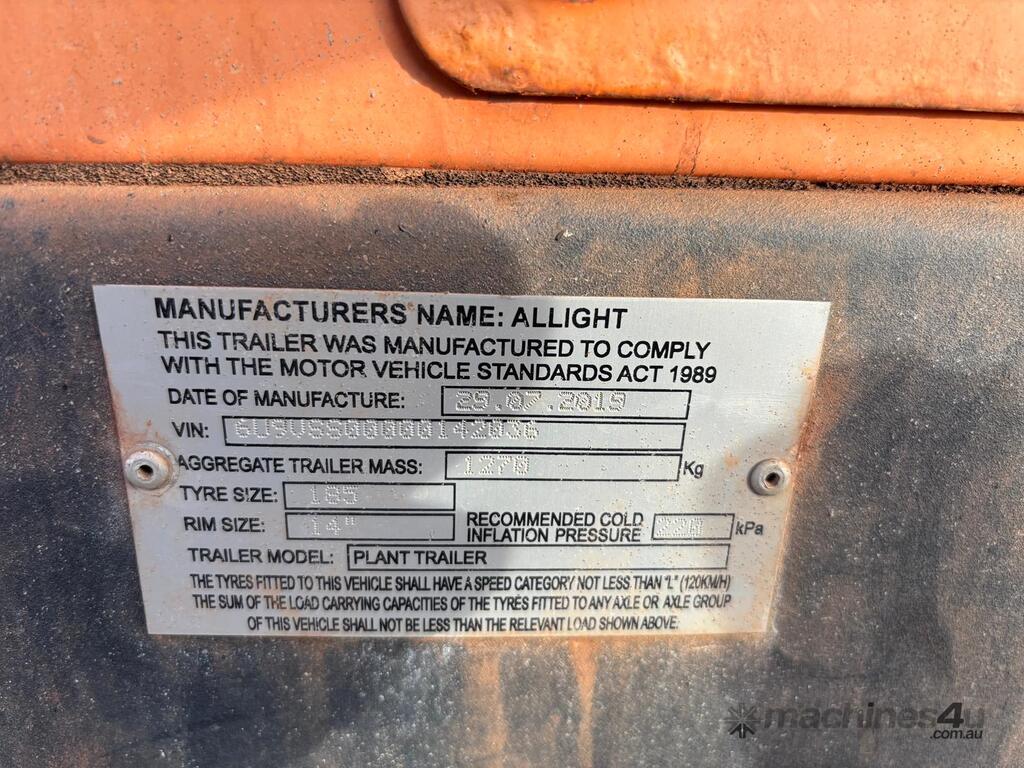 MANUFACTURERS NAME: ALLIGHT
THIS TRAILER WAS MANUFACTURED TO COMPLY
WITH THE MOTOR VEHICLE STANDARDS ACT 1989
DATE OF MANUFACTURE: 29.07.2019
VIN:
AGGREGATE TRAILER MASS: 1270 Kg
TYRE SIZE: 185
RIM SIZE: 14"
RECOMMENDED COLD
INFLATION PRESSURE 220 kPa
TRAILER MODEL: PLANT TRAILER
THE TYRES FITTED TO THIS VEHICLE SHALL HAVE A SPEED CATEGORY NOT LESS THAN "L" (120KM/H)
THE SUM OF THE LOAD CARRYING CAPACITIES OF THE TYRES FITTED TO ANY AXLE OR AXLE GROUP
OF THIS VEHICLE SHALL NOT BE LESS THAN THE RELEVANT LOAD SHOWN ABOVE.
machines4u
.com.au